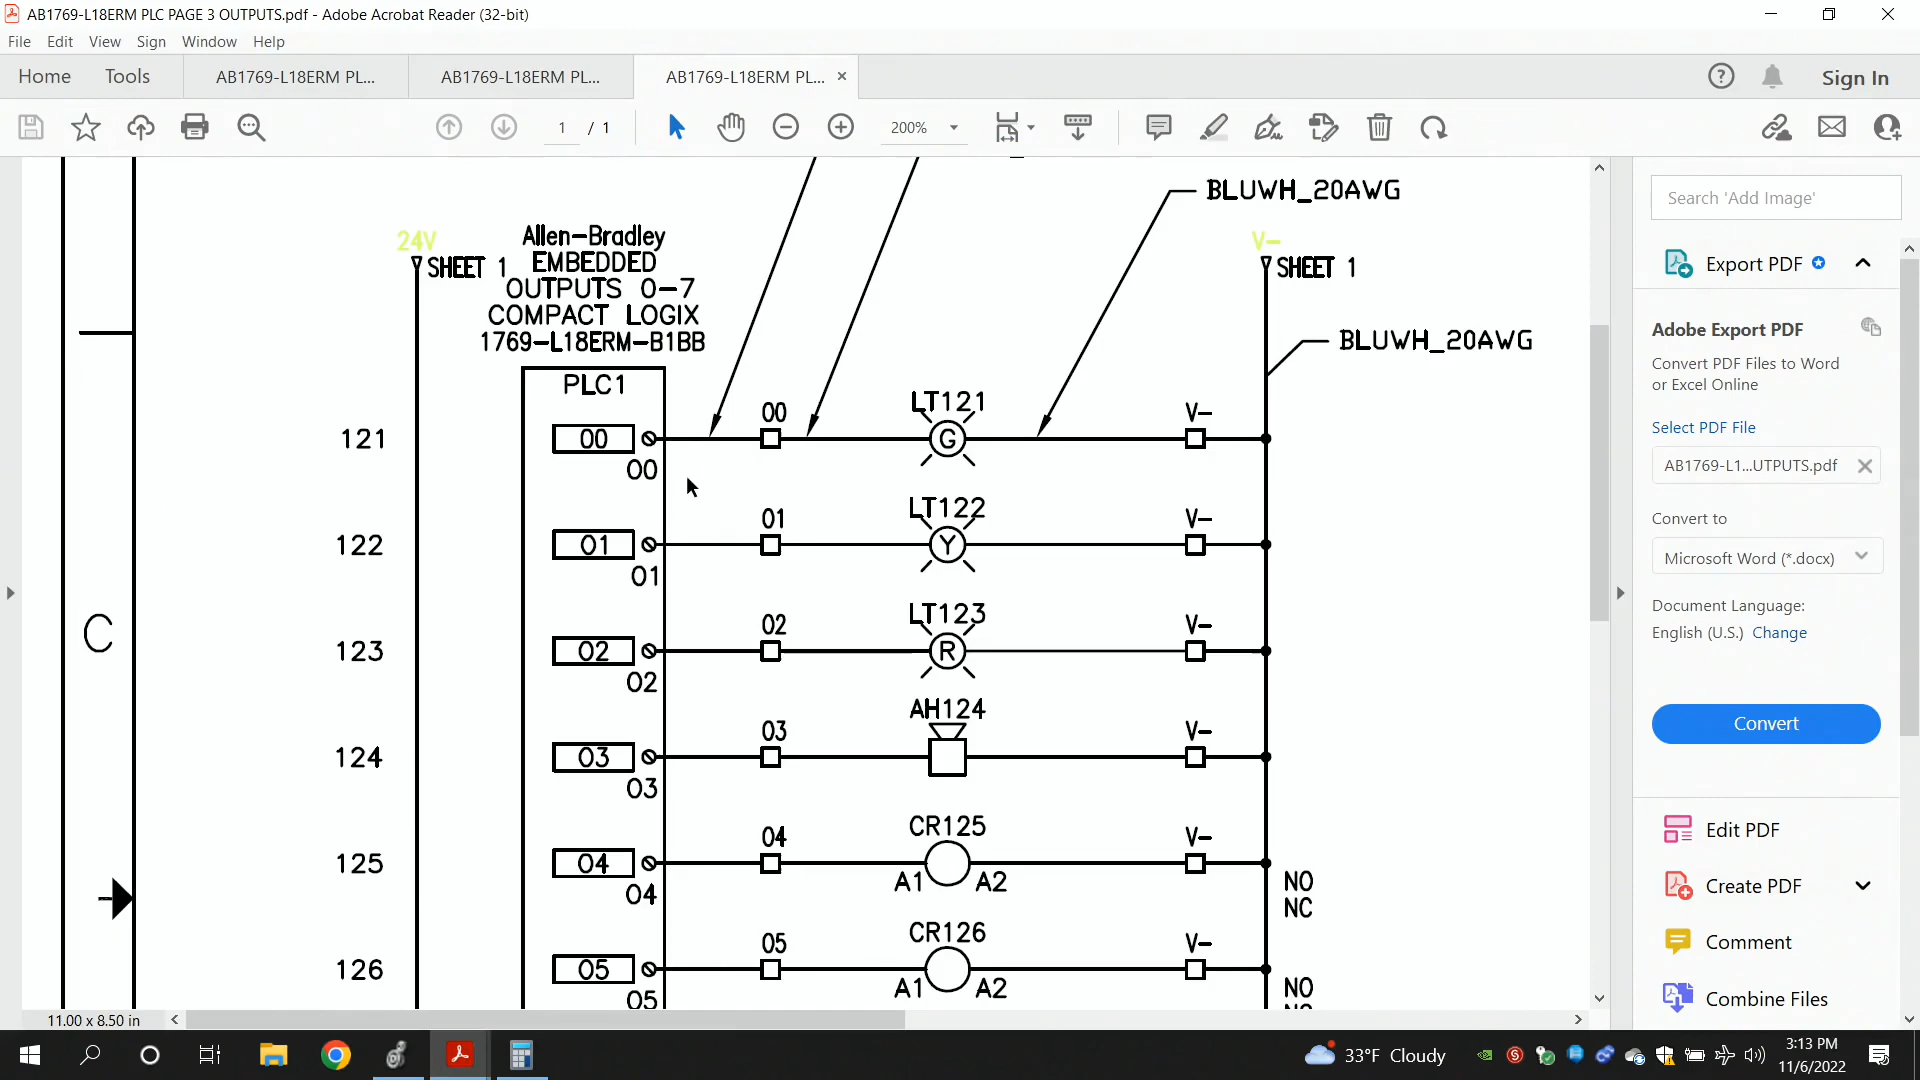 AB1769-L18ERM PLC PAGE 3 OUTPUTS.pdf - Adobe Acrobat Reader (32-bit)
File Edit View Sign Window Help
Home Tools AB1769-L18ERM PL... AB1769-L18ERM PL... AB1769-L18ERM PL... ×
? Sign In
1 / 1 200%
BLUWH_20AWG
24V
SHEET 1
Allen-Bradley
EMBEDDED
OUTPUTS 0-7
COMPACT LOGIX
1769-L18ERM-B1BB
V-
SHEET 1
BLUWH_20AWG
PLC1
121 00 00 00 LT121 G V-
122 01 01 01 LT122 Y V-
123 02 02 02 LT123 R V-
124 03 03 03 AH124 V-
125 04 04 04 CR125 A1 A2 V- NO
NC
126 05 05 05 CR126 A1 A2 V- NO
C
11.00 x 8.50 in
Search 'Add Image'
Export PDF
Adobe Export PDF
Convert PDF Files to Word
or Excel Online
Select PDF File
AB1769-L1...UTPUTS.pdf
Convert to
Microsoft Word (*.docx)
Document Language:
English (U.S.) Change
Convert
Edit PDF
Create PDF
Comment
Combine Files
33°F Cloudy
3:13 PM
11/6/2022